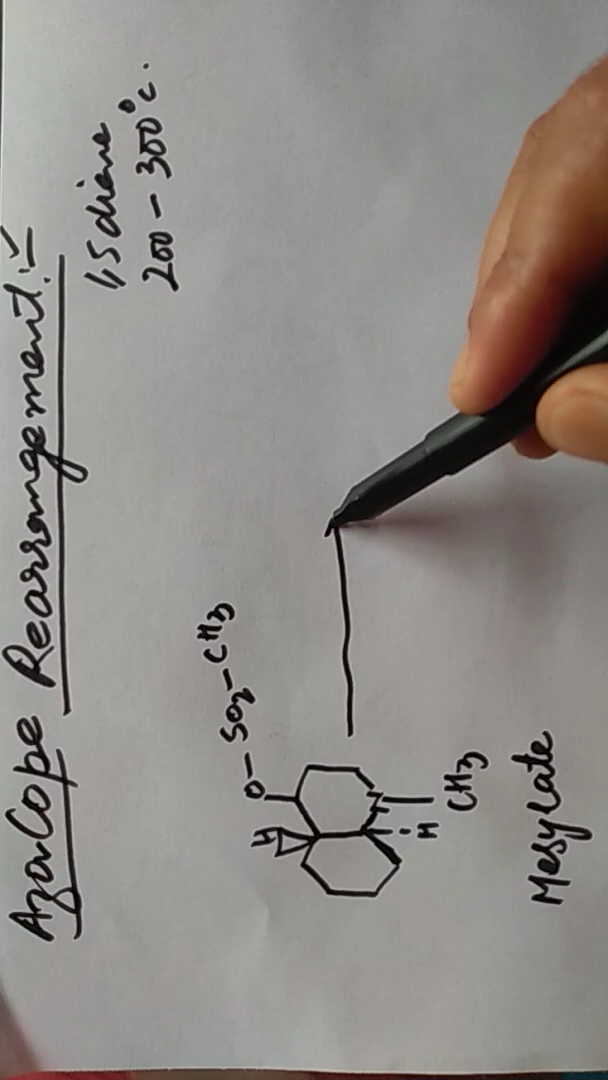 Aza-Cope Rearrangement:-
1,5 diene
200 - 300°C.
O-SO2-CH3
H
N
H
CH3
Mesylate